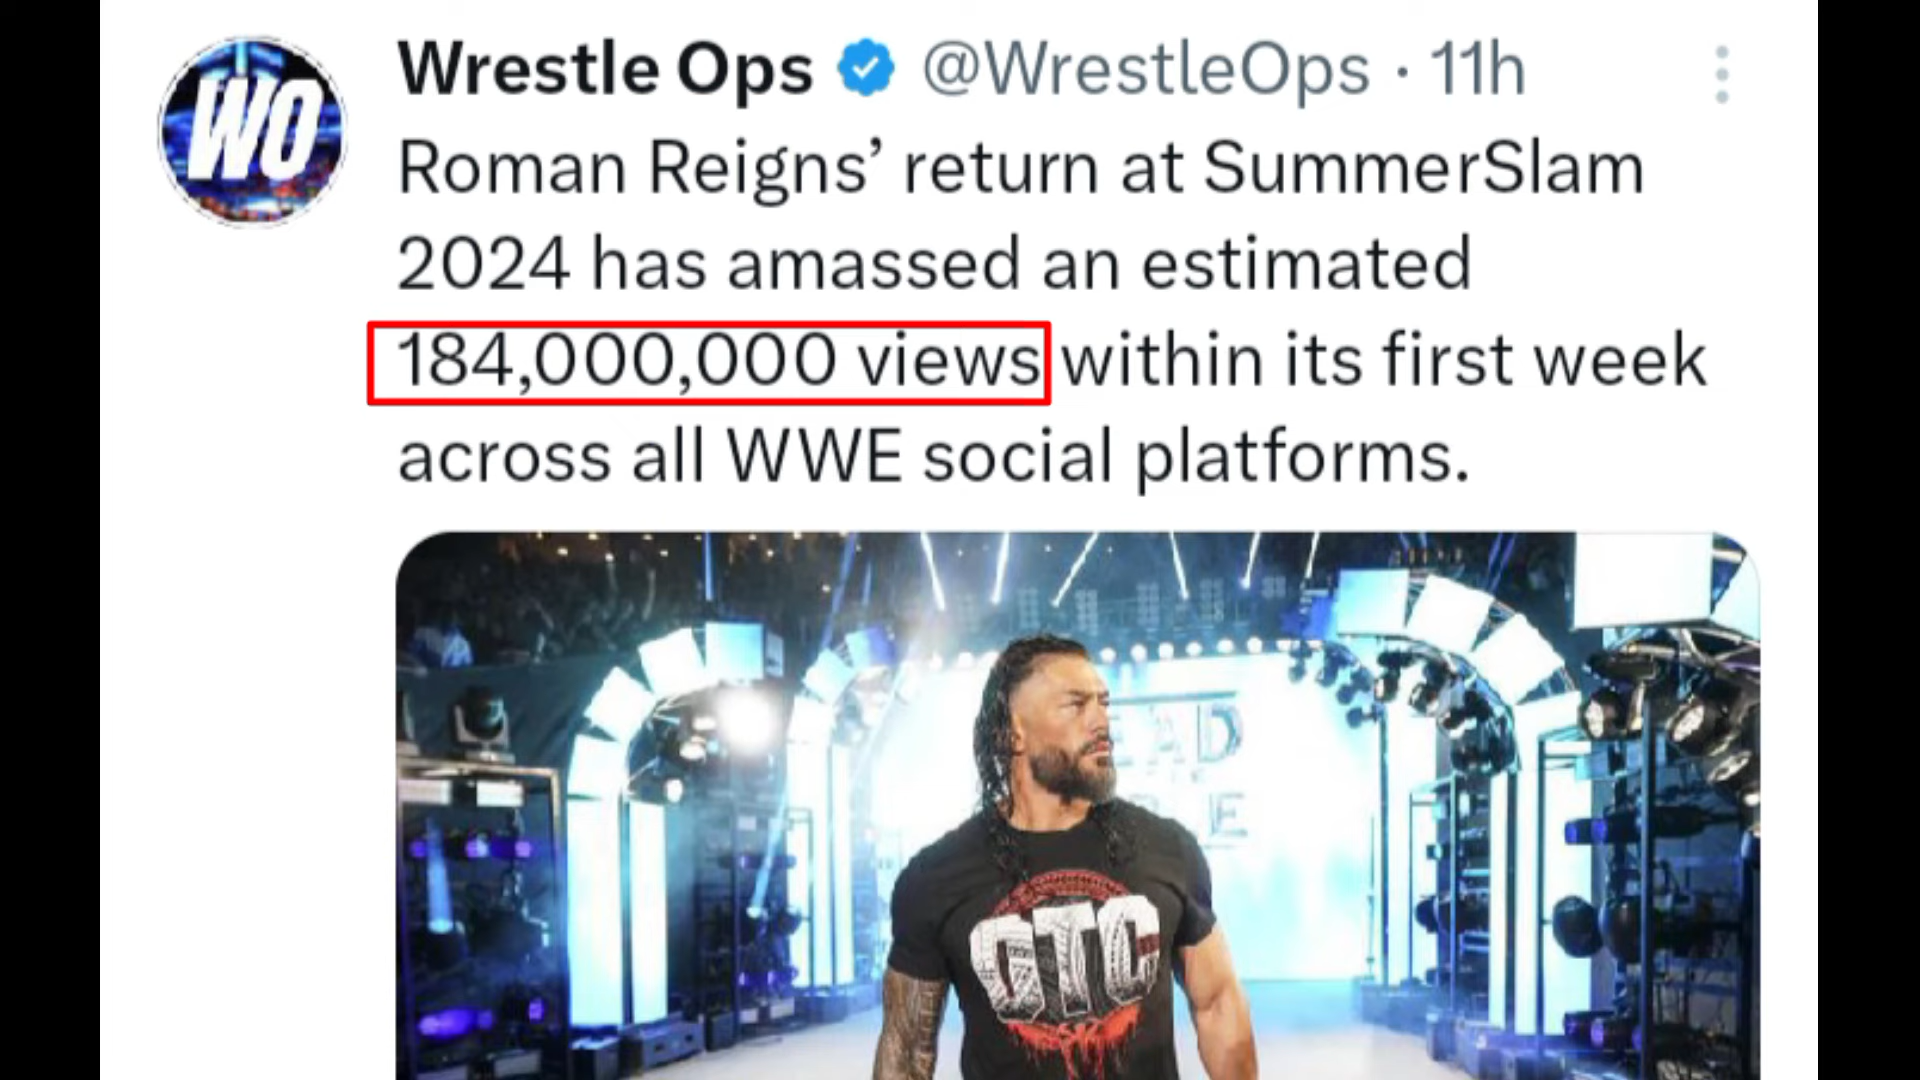 WO
Wrestle Ops @WrestleOps · 11h
Roman Reigns’ return at SummerSlam
2024 has amassed an estimated
184,000,000 views within its first week
across all WWE social platforms.
OTC